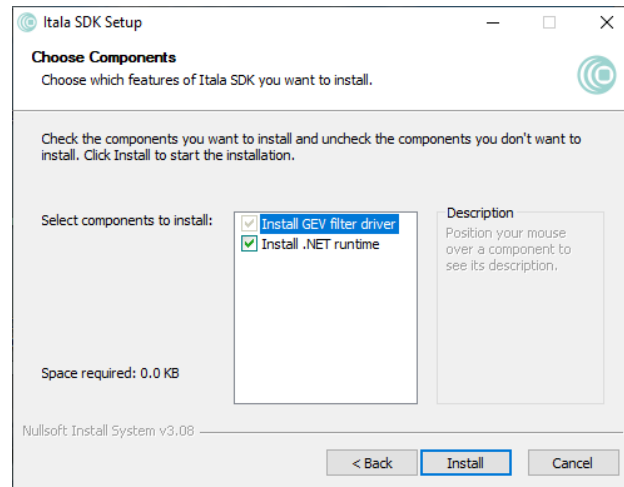 Itala SDK Setup
Choose Components
Choose which features of Itala SDK you want to install.
Check the components you want to install and uncheck the components you don't want to
install. Click Install to start the installation.
Select components to install:
Install GEV filter driver
Install .NET runtime
Description
Position your mouse
over a component to
see its description.
Space required: 0.0 KB
Nullsoft Install System v3.08
< Back
Install
Cancel